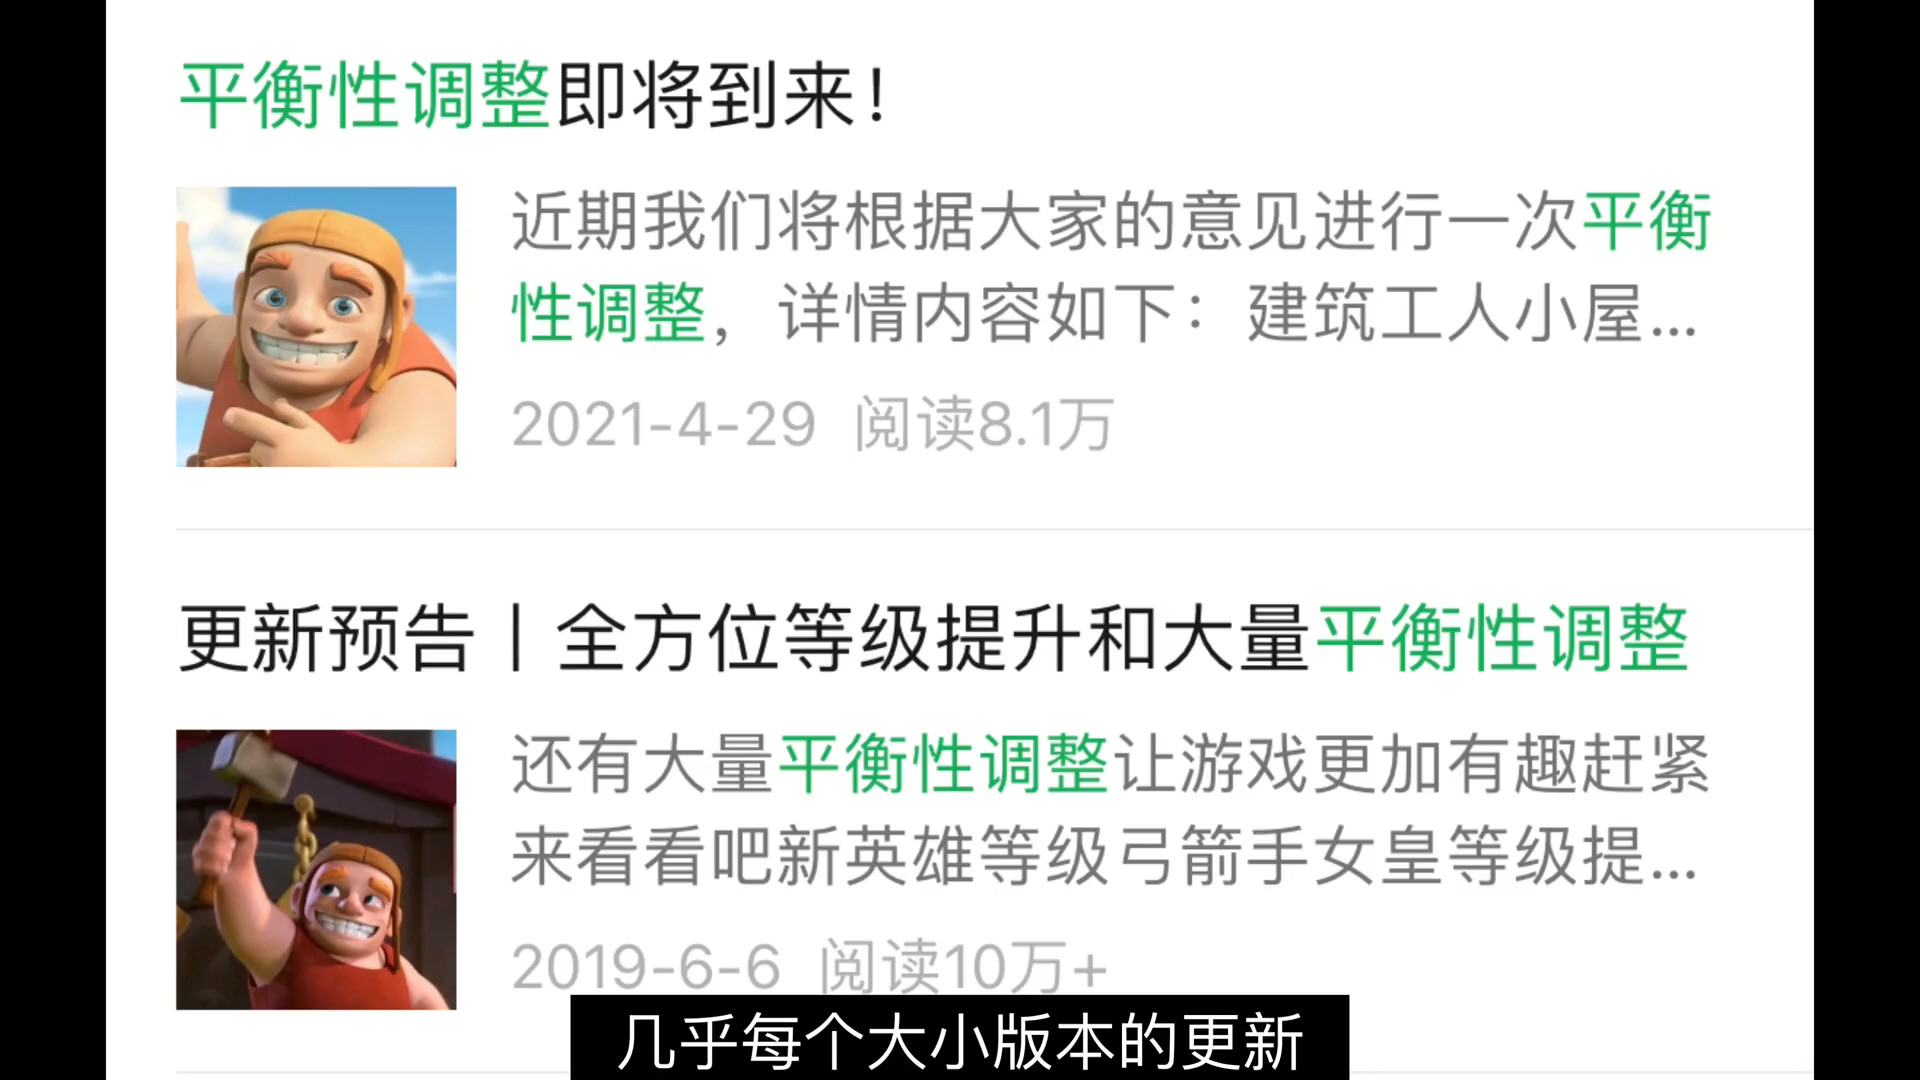 平衡性调整即将到来！
近期我们将根据大家的意见进行一次平衡
性调整，详情内容如下：建筑工人小屋...
2021-4-29 阅读8.1万
更新预告丨全方位等级提升和大量平衡性调整
还有大量平衡性调整让游戏更加有趣赶紧
来看看吧新英雄等级弓箭手女皇等级提...
2019-6-6 阅读10万+
几乎每个大小版本的更新